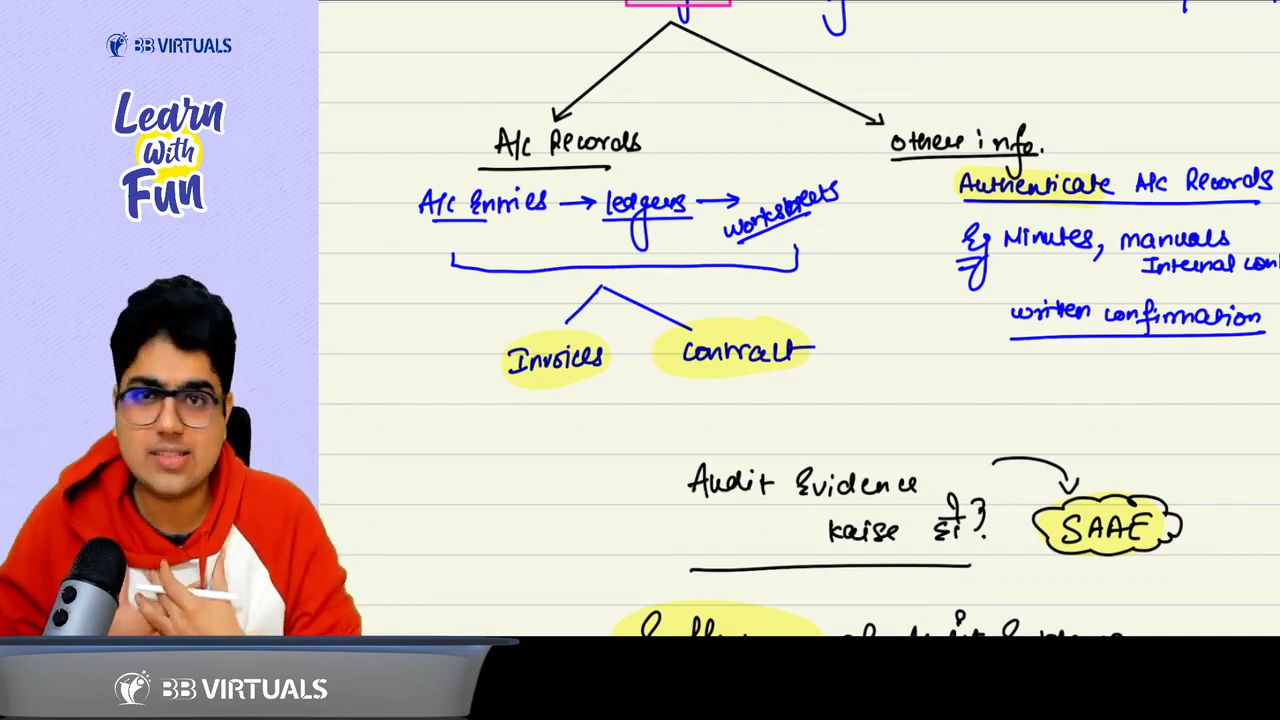 BB VIRTUALS
Learn
With
Fun
A/c Records
A/c Enries → ledgers → worksheets
Invoices
Contract
Other info.
Authenticate A/c Records
Eg Minutes, manuals
Internal con
written confirmation
Audit Evidence
kaise ?
SAAE
BB VIRTUALS